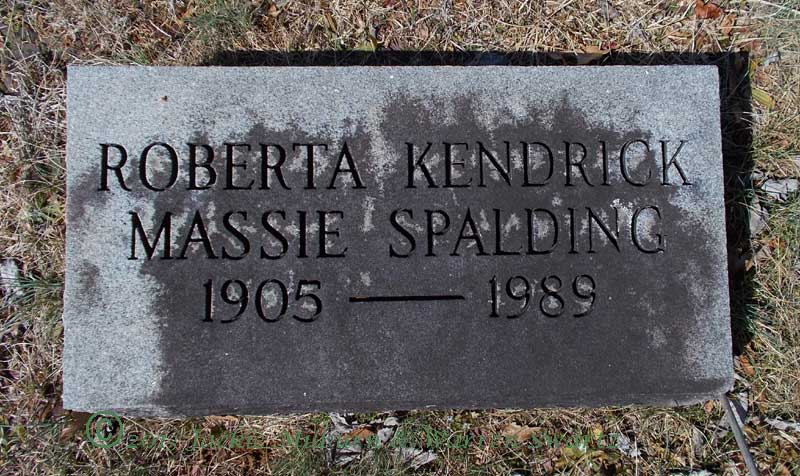 ROBERTA KENDRICK
MASSIE SPALDING
1905 — 1989